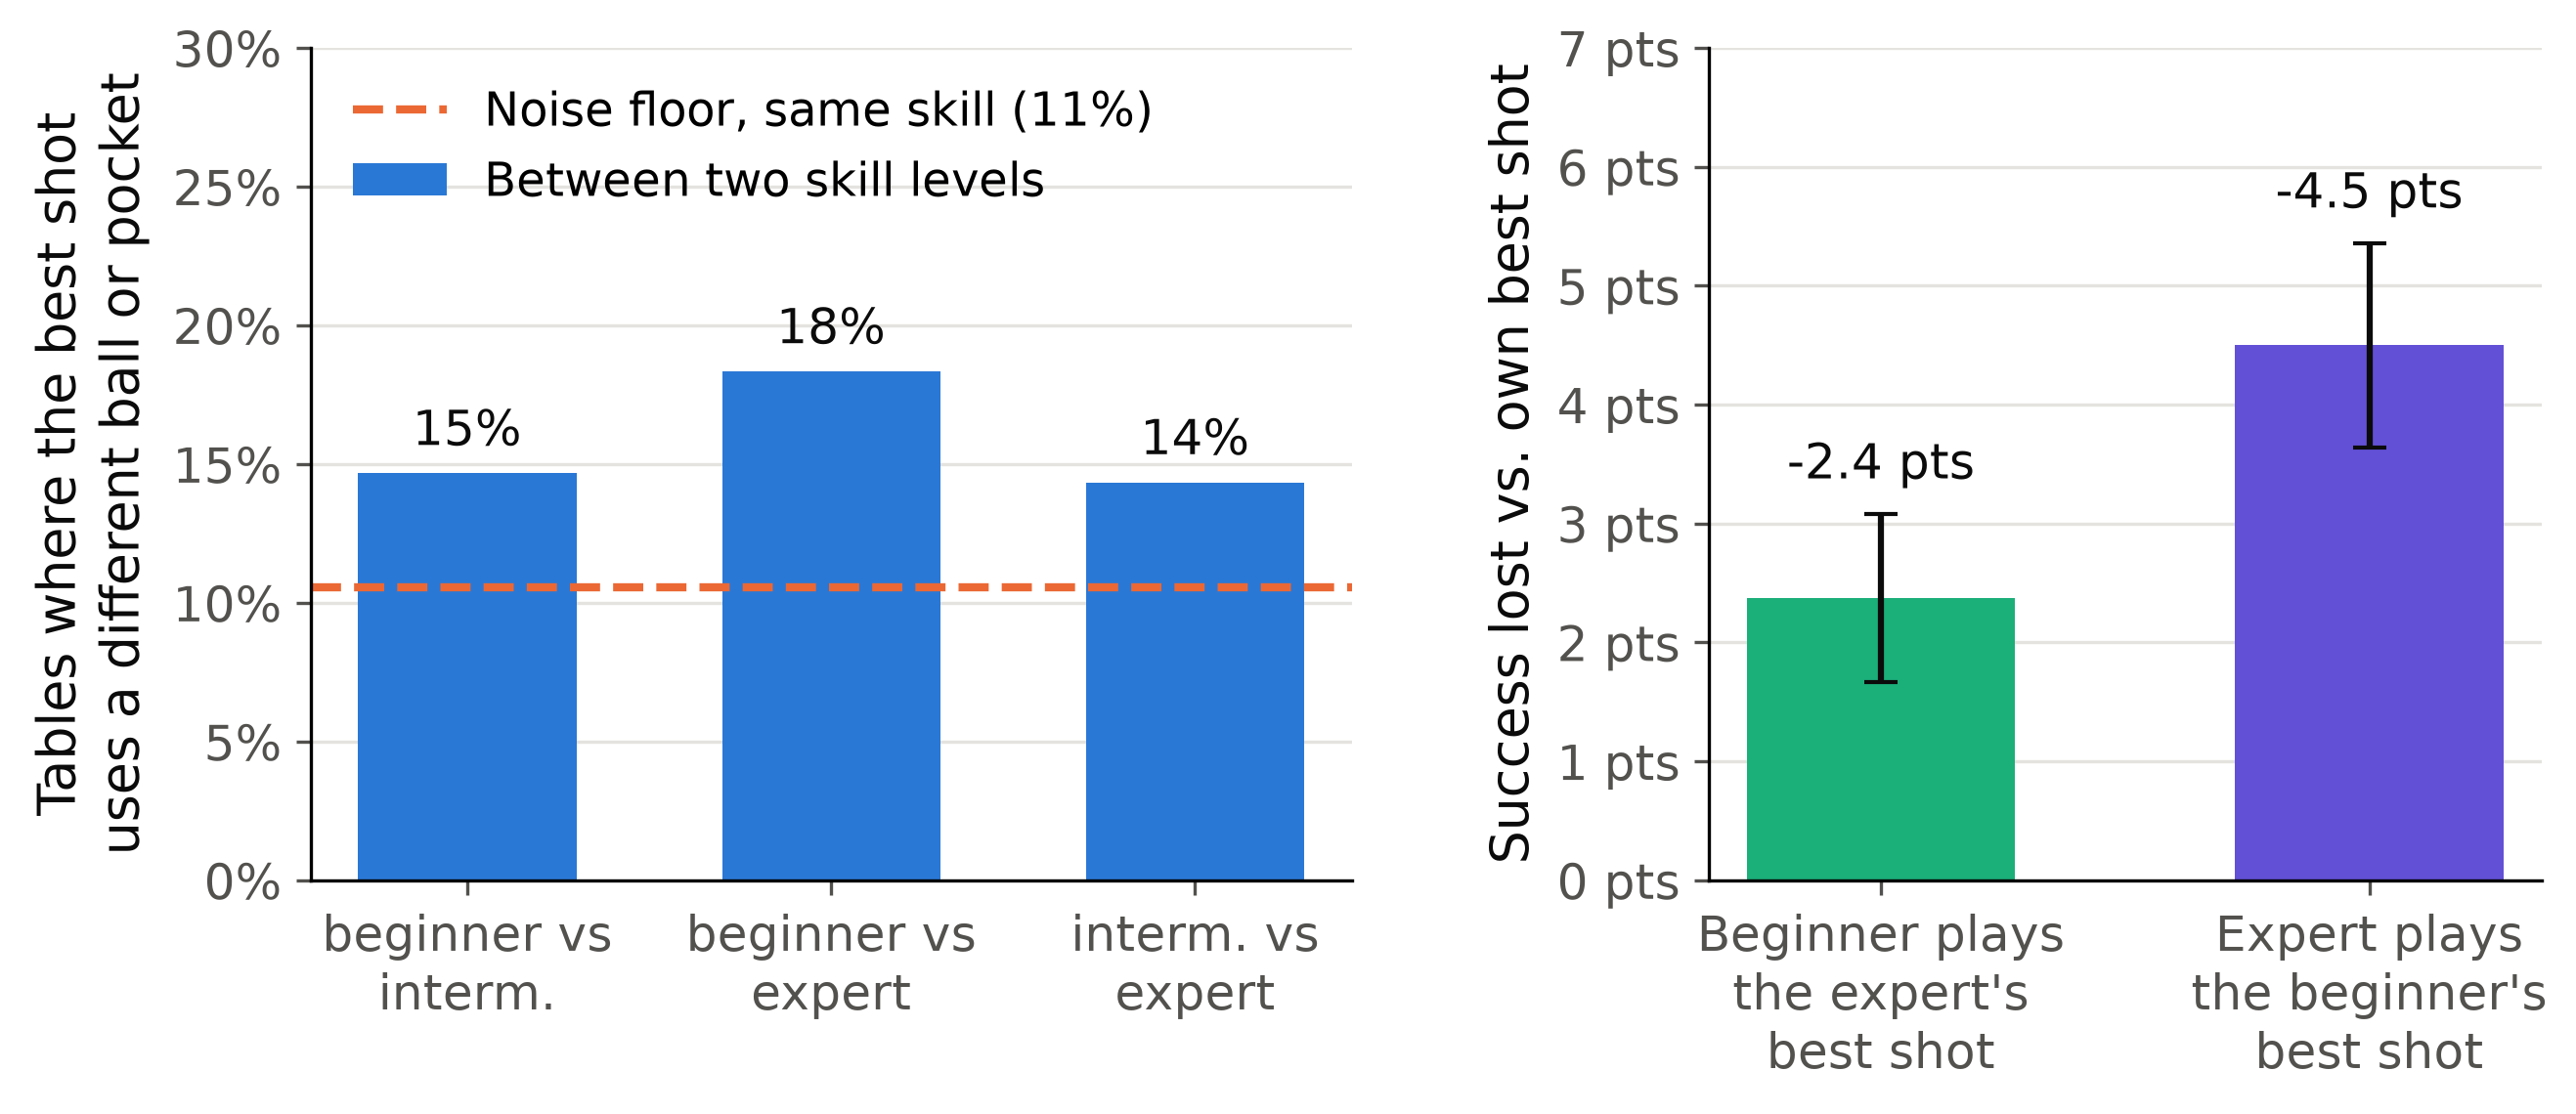 Tables where the best shot
uses a different ball or pocket
30%
25%
20%
15%
10%
5%
0%
Noise floor, same skill (11%)
Between two skill levels
15%
18%
14%
beginner vs
interm.
beginner vs
expert
interm. vs
expert
Success lost vs. own best shot
7 pts
6 pts
5 pts
4 pts
3 pts
2 pts
1 pts
0 pts
-2.4 pts
-4.5 pts
Beginner plays
the expert's
best shot
Expert plays
the beginner's
best shot